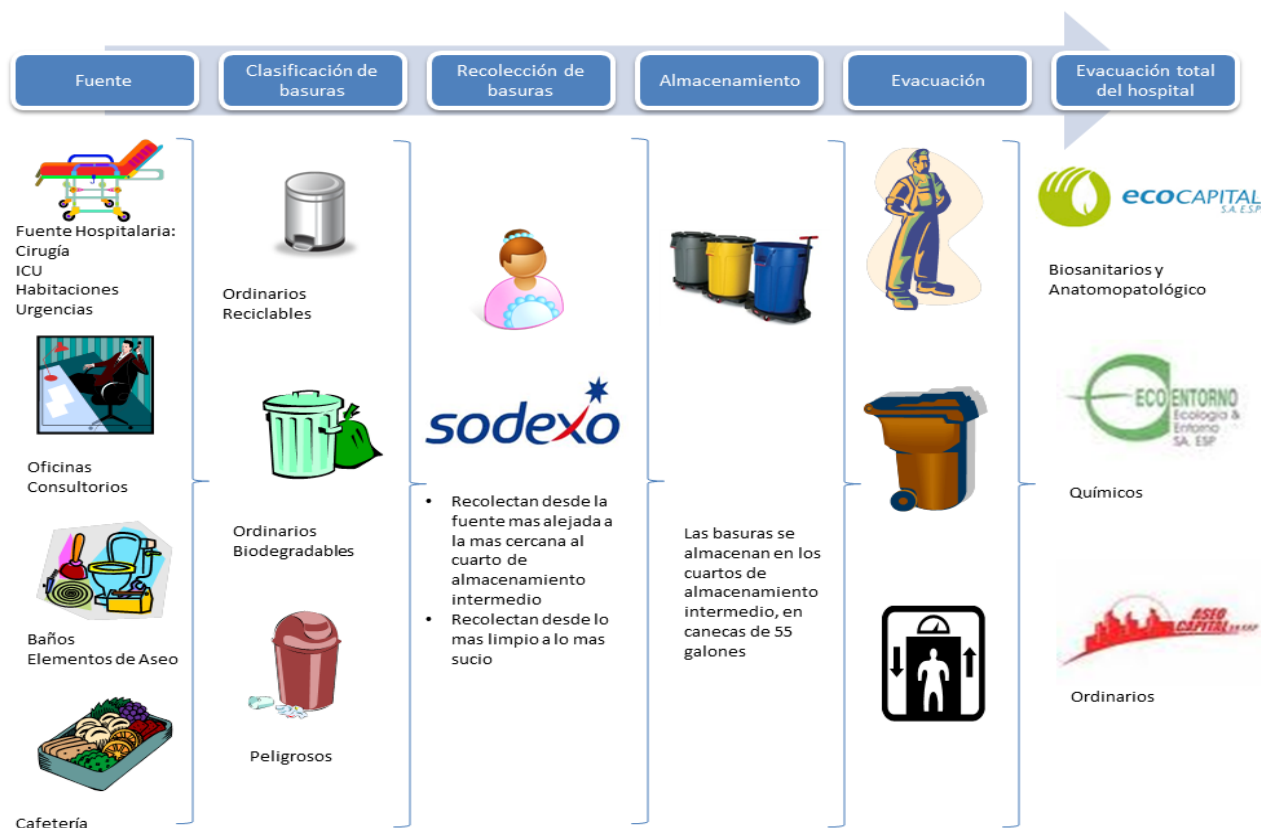 Fuente
Clasificación de
basuras
Recolección de
basuras
Almacenamiento
Evacuación
Evacuación total
del hospital
Fuente Hospitalaria:
Cirugía
ICU
Habitaciones
Urgencias
Oficinas
Consultorios
Baños
Elementos de Aseo
Cafetería
Ordinarios
Reciclables
Ordinarios
Biodegradables
Peligrosos
sodexo
• Recolectan desde la
fuente mas alejada a
la mas cercana al
cuarto de
almacenamiento
intermedio
• Recolectan desde lo
mas limpio a lo mas
sucio
Las basuras se
almacenan en los
cuartos de
almacenamiento
intermedio, en
canecas de 55
galones
ecoCAPITAL
S.A. E.S.P.
Biosanitarios y
Anatomopatológico
ECO ENTORNO
Ecología &
Entorno
SA. ESP
Químicos
ASEO
CAPITAL
Ordinarios